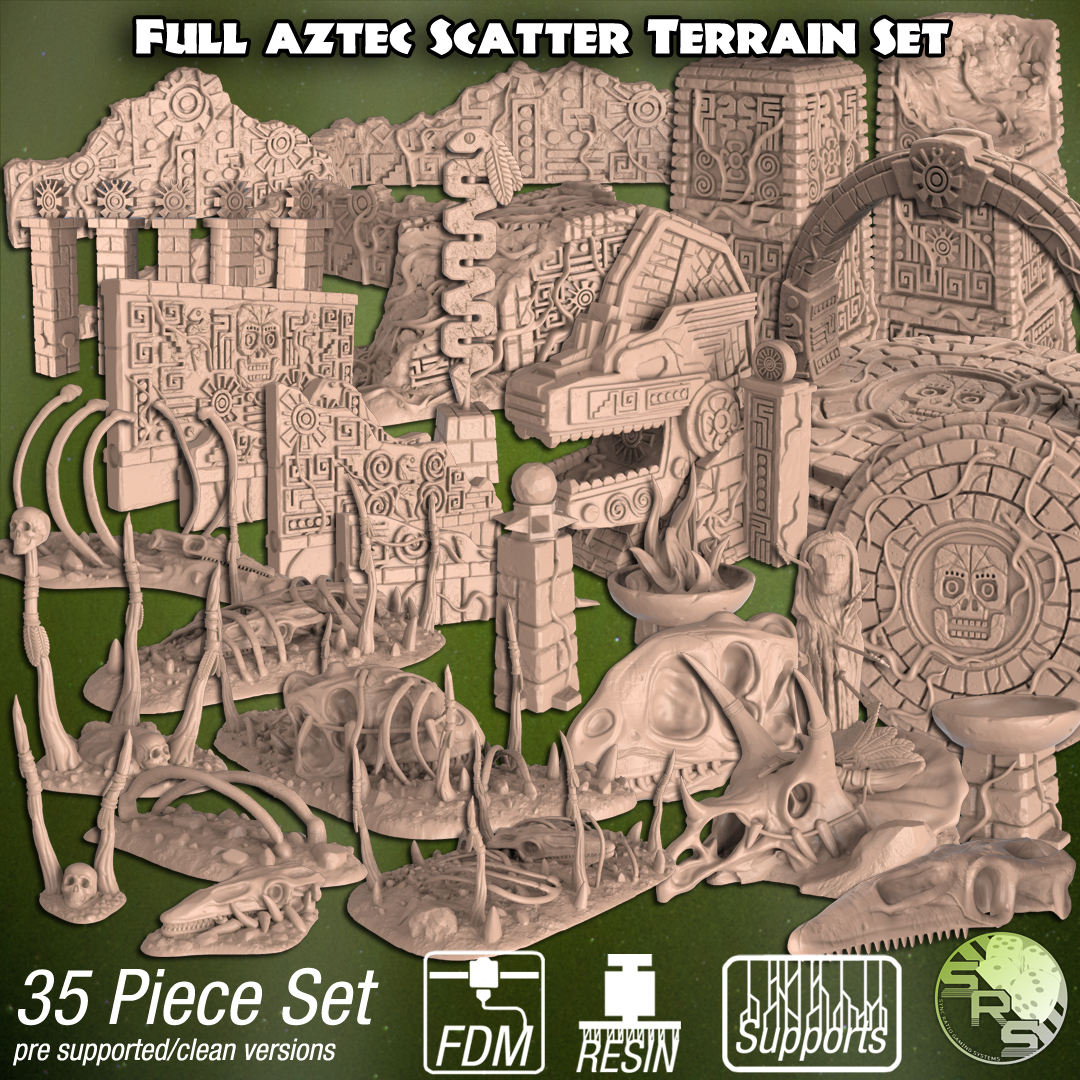 FULL AZTEC SCATTER TERRAIN SET
35 Piece Set
pre supported/clean versions
FDM
RESIN
Supports
SRS